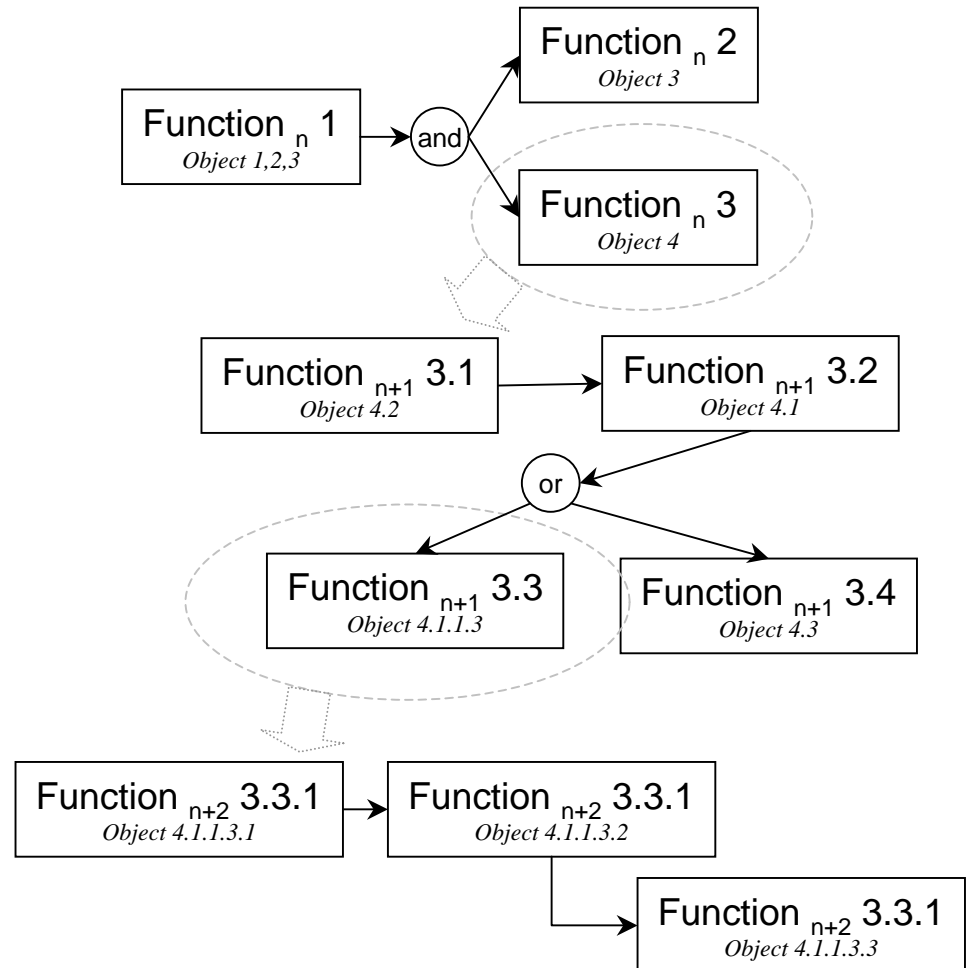 Function n 2
Object 3
Function n 1
Object 1,2,3
and
Function n 3
Object 4
Function n+1 3.1
Object 4.2
Function n+1 3.2
Object 4.1
or
Function n+1 3.3
Object 4.1.1.3
Function n+1 3.4
Object 4.3
Function n+2 3.3.1
Object 4.1.1.3.1
Function n+2 3.3.1
Object 4.1.1.3.2
Function n+2 3.3.1
Object 4.1.1.3.3